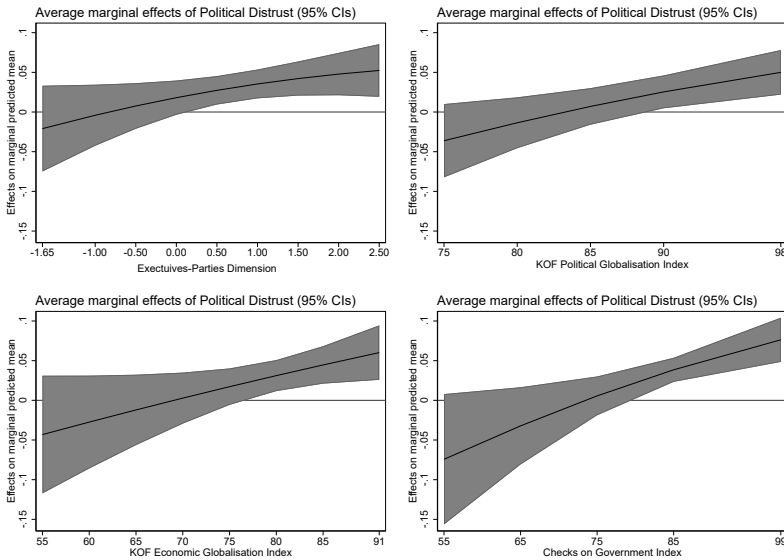 Average marginal effects of Political Distrust (95% CIs)
Effects on marginal predicted mean
.1
.05
0
-.05
-.1
-.15
-1.65 -1.00 -0.50 0.00 0.50 1.00 1.50 2.00 2.50
Exectuives-Parties Dimension
Average marginal effects of Political Distrust (95% CIs)
Effects on marginal predicted mean
.1
.05
0
-.05
-.1
-.15
75 80 85 90 98
KOF Political Globalisation Index
Average marginal effects of Political Distrust (95% CIs)
Effects on marginal predicted mean
.1
.05
0
-.05
-.1
-.15
55 60 65 70 75 80 85 91
KOF Economic Globalisation Index
Average marginal effects of Political Distrust (95% CIs)
Effects on marginal predicted mean
.1
.05
0
-.05
-.1
-.15
55 65 75 85 99
Checks on Government Index